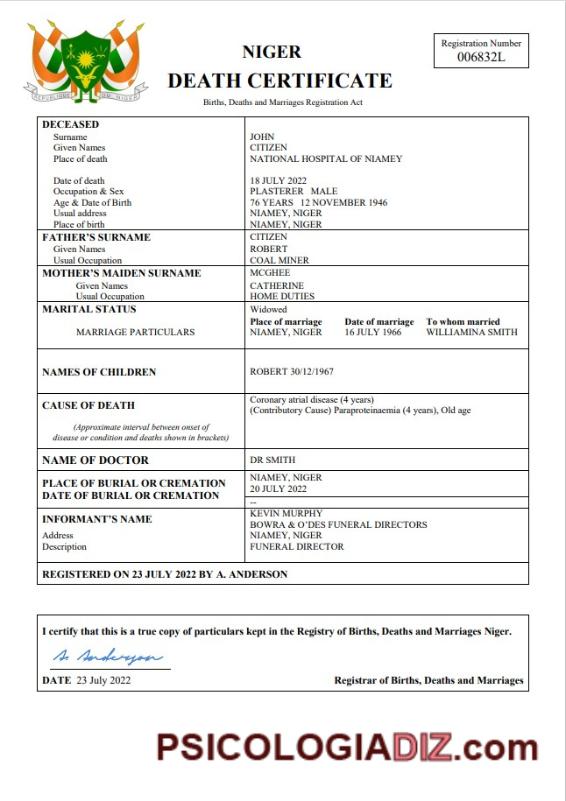 NIGER
DEATH CERTIFICATE
Births, Deaths and Marriages Registration Act
Registration Number
006832L
DECEASED
Surname JOHN
Given Names CITIZEN
Place of death NATIONAL HOSPITAL OF NIAMEY
Date of death 18 JULY 2022
Occupation & Sex PLASTERER MALE
Age & Date of Birth 76 YEARS 12 NOVEMBER 1946
Usual address NIAMEY, NIGER
Place of birth NIAMEY, NIGER
FATHER'S SURNAME CITIZEN
Given Names ROBERT
Usual Occupation COAL MINER
MOTHER'S MAIDEN SURNAME MCGHEE
Given Names CATHERINE
Usual Occupation HOME DUTIES
MARITAL STATUS Widowed
Place of marriage Date of marriage To whom married
MARRIAGE PARTICULARS NIAMEY, NIGER 16 JULY 1966 WILLIAMINA SMITH
NAMES OF CHILDREN ROBERT 30/12/1967
CAUSE OF DEATH Coronary atrial disease (4 years)
(Contributory Cause) Paraproteinaemia (4 years), Old age
(Approximate interval between onset of
disease or condition and deaths shown in brackets)
NAME OF DOCTOR DR SMITH
PLACE OF BURIAL OR CREMATION NIAMEY, NIGER
DATE OF BURIAL OR CREMATION 20 JULY 2022
--
INFORMANT'S NAME KEVIN MURPHY
BOWRA & O'DES FUNERAL DIRECTORS
Address NIAMEY, NIGER
Description FUNERAL DIRECTOR
REGISTERED ON 23 JULY 2022 BY A. ANDERSON
I certify that this is a true copy of particulars kept in the Registry of Births, Deaths and Marriages Niger.
DATE 23 July 2022 Registrar of Births, Deaths and Marriages
PSICOLOGIADIZ.com